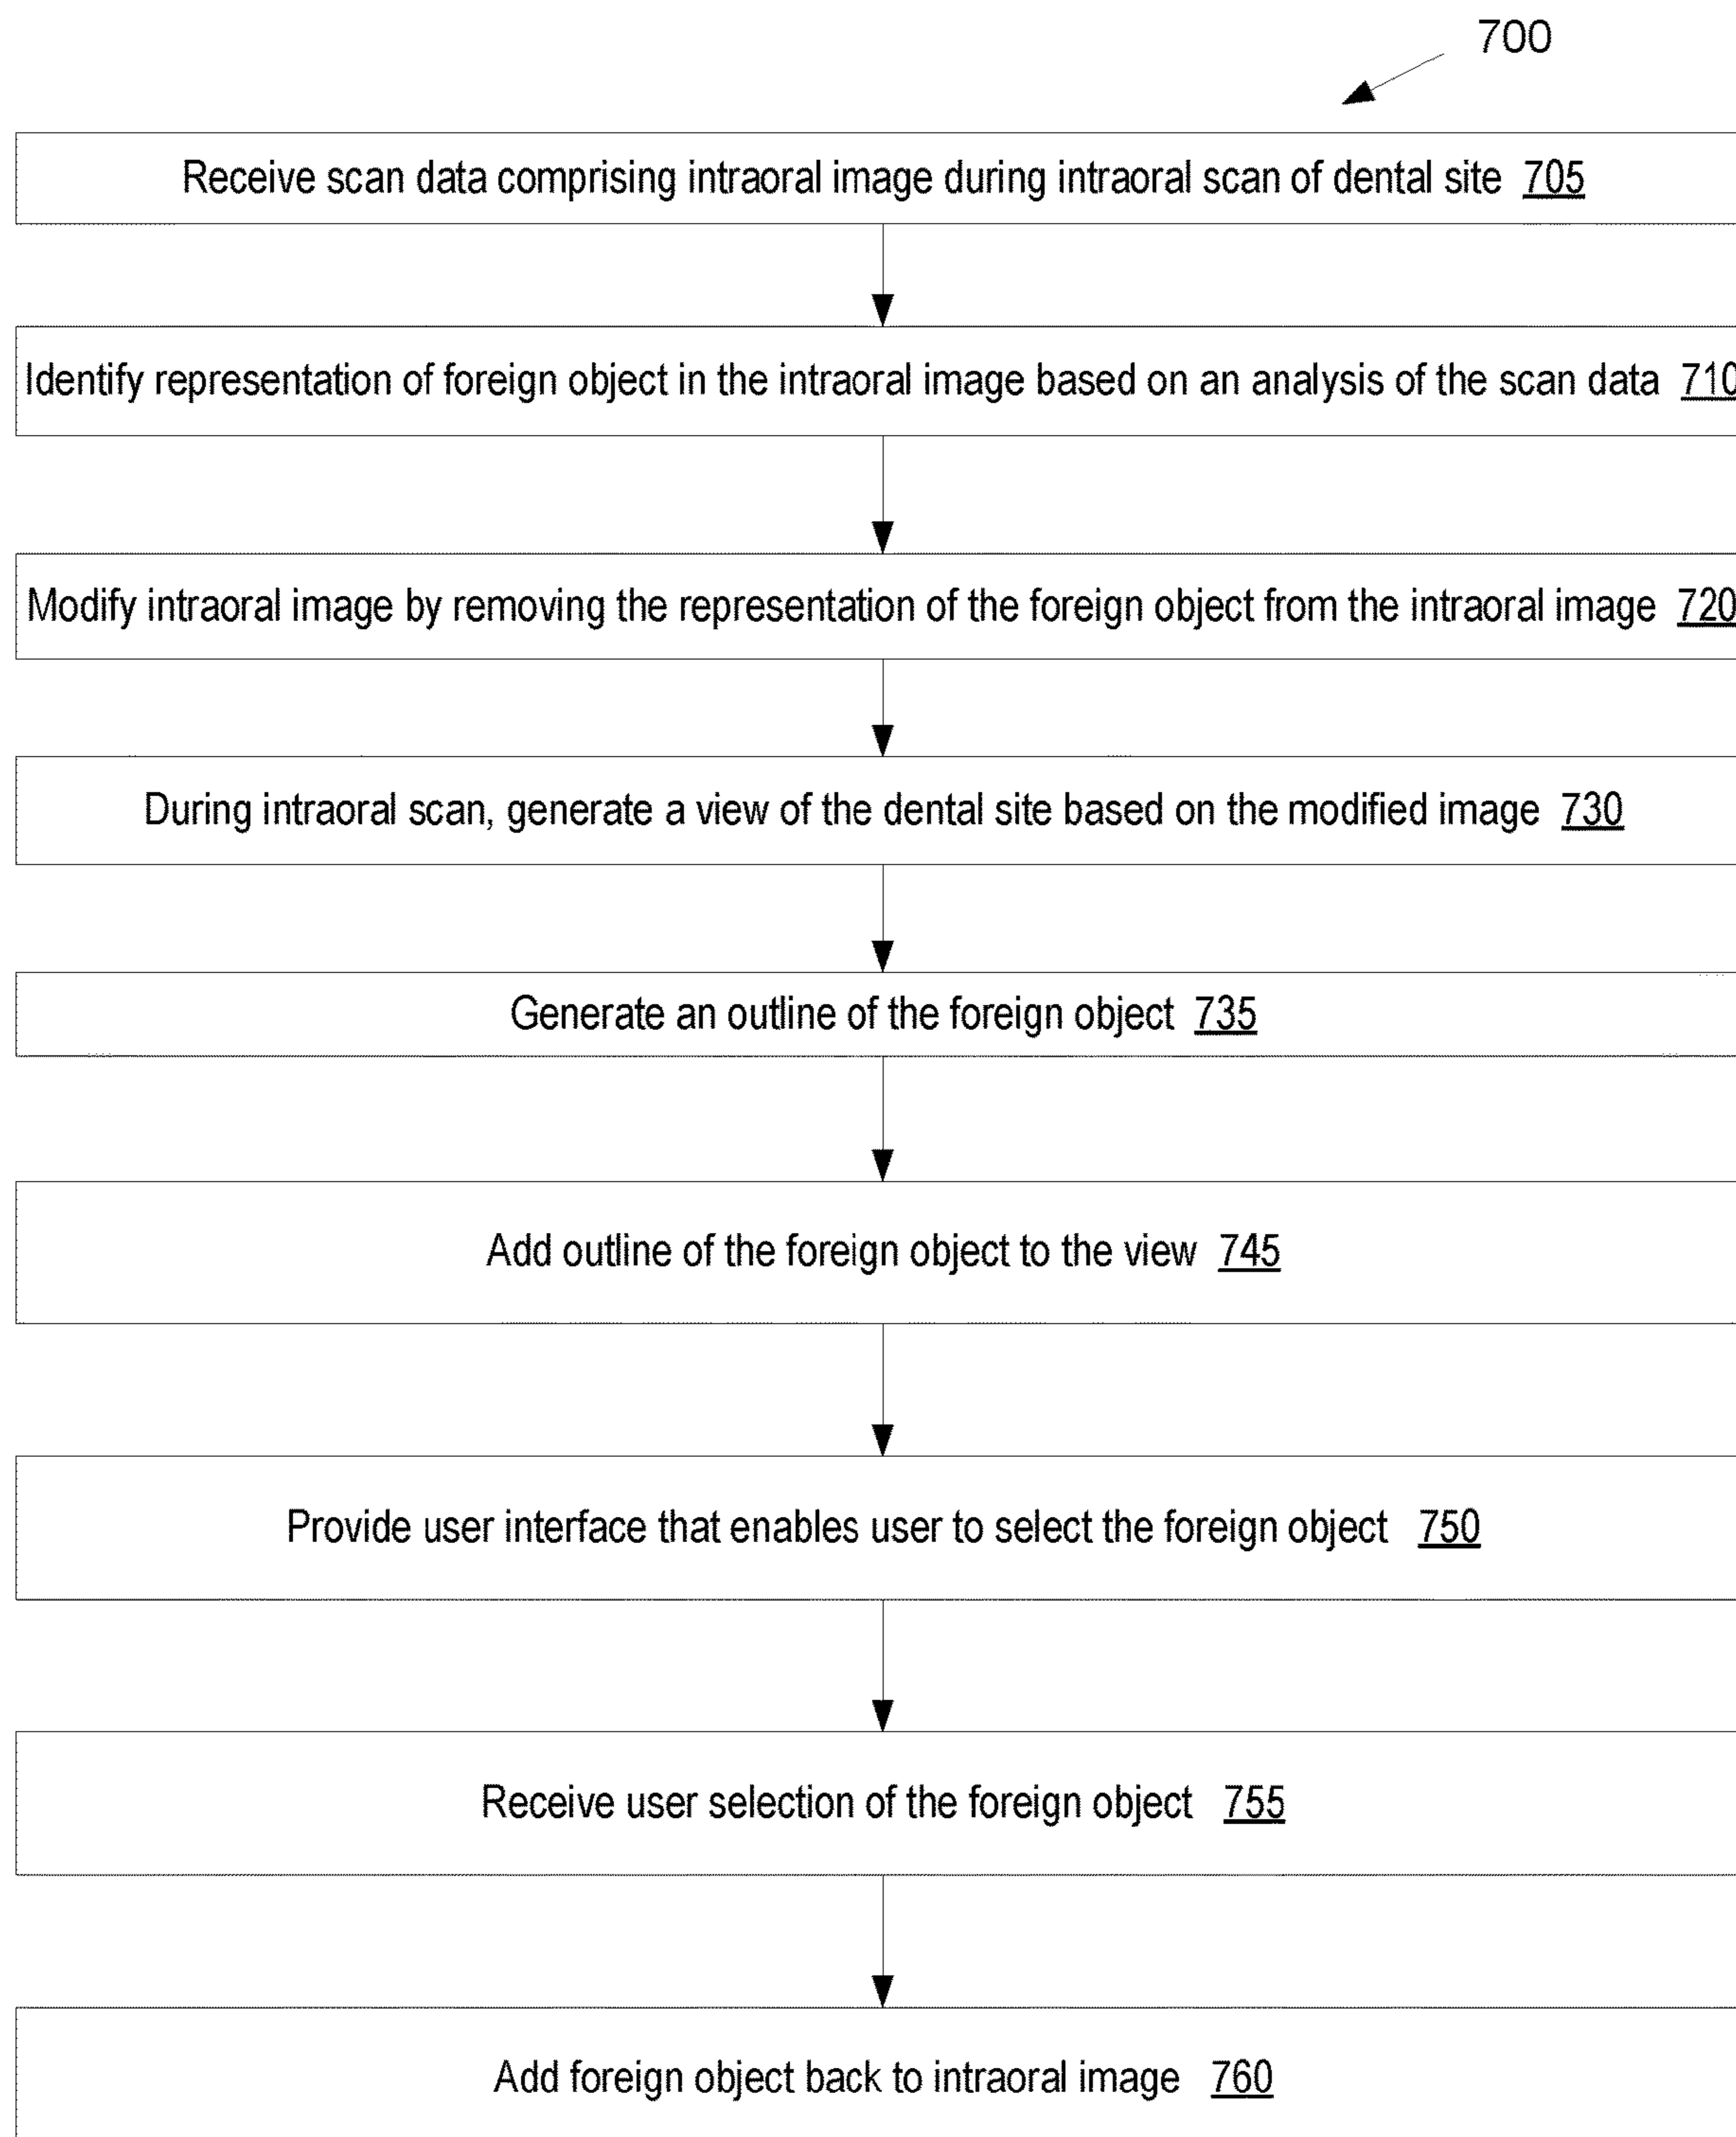 700
Receive scan data comprising intraoral image during intraoral scan of dental site 705
Identify representation of foreign object in the intraoral image based on an analysis of the scan data 710
Modify intraoral image by removing the representation of the foreign object from the intraoral image 720
During intraoral scan, generate a view of the dental site based on the modified image 730
Generate an outline of the foreign object 735
Add outline of the foreign object to the view 745
Provide user interface that enables user to select the foreign object 750
Receive user selection of the foreign object 755
Add foreign object back to intraoral image 760